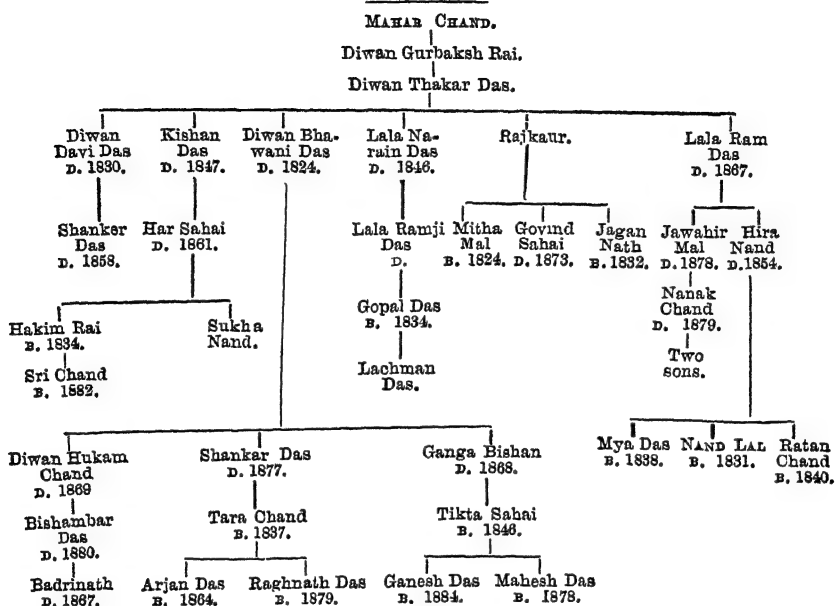 MAHAR CHAND.
Diwan Gurbaksh Rai.
Diwan Thakar Das.
Diwan
Davi Das
D. 1830.
Kishan
Das
D. 1847.
Diwan Bha-
wani Das
D. 1824.
Lala Na-
rain Das
D. 1846.
Rajkaur.
Lala Ram
Das
D. 1867.
Shanker
Das
D. 1858.
Har Sahai
D. 1861.
Lala Ramji
Das
D.
Mitha
Mal
B. 1824.
Govind
Sahai
D. 1873.
Jagan
Nath
B. 1832.
Jawahir
Mal
D. 1878.
Hira
Nand
D. 1854.
Hakim Rai
B. 1834.
Sukha
Nand.
Gopal Das
B. 1834.
Nanak
Chand
D. 1879.
Sri Chand
B. 1882.
Lachman
Das.
Two
sons.
Diwan Hukam
Chand
D. 1869
Shankar Das
D. 1877.
Ganga Bishan
D. 1868.
Mya Das
B. 1838.
NAND LAL
B. 1831.
Ratan
Chand
B. 1840.
Bishambar
Das
D. 1880.
Tara Chand
B. 1837.
Tikta Sahai
B. 1846.
Badrinath
D. 1867.
Arjan Das
B. 1864.
Raghnath Das
B. 1879.
Ganesh Das
B. 1884.
Mahesh Das
B. 1878.